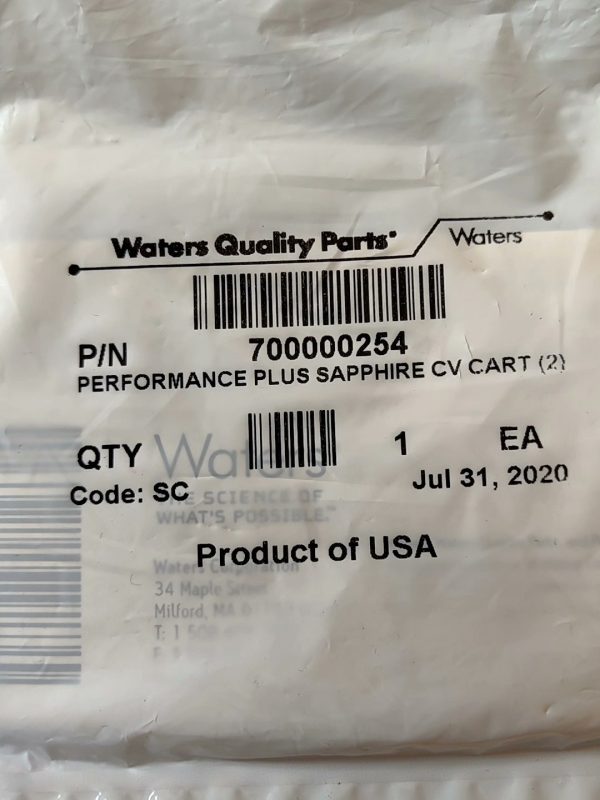 Waters Quality Parts
Waters
P/N 700000254
PERFORMANCE PLUS SAPPHIRE CV CART (2)
QTY 1 EA
Waters
Code: SC Jul 31, 2020
THE SCIENCE OF
WHAT'S POSSIBLE.™
Product of USA
Waters Corporation
34 Maple Street
Milford, MA
T: 1
F: